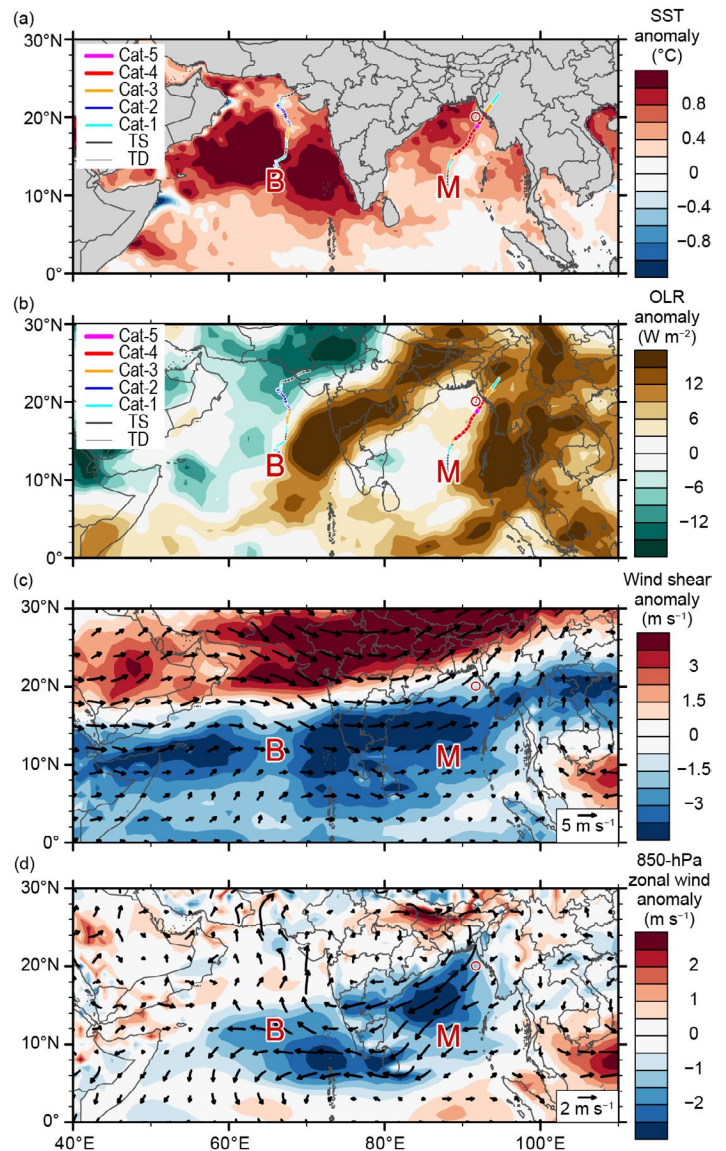 (a)
SST
anomaly
(°C)
30°N
20°N
10°N
0°
Cat-5
Cat-4
Cat-3
Cat-2
Cat-1
TS
TD
B
M
0.8
0.4
0
−0.4
−0.8
(b)
OLR
anomaly
(W m⁻²)
30°N
20°N
10°N
0°
Cat-5
Cat-4
Cat-3
Cat-2
Cat-1
TS
TD
B
M
12
6
0
−6
−12
(c)
Wind shear
anomaly
(m s⁻¹)
30°N
20°N
10°N
0°
B
M
5 m s⁻¹
3
1.5
0
−1.5
−3
(d)
850-hPa
zonal wind
anomaly
(m s⁻¹)
30°N
20°N
10°N
0°
B
M
2 m s⁻¹
2
1
0
−1
−2
40°E
60°E
80°E
100°E